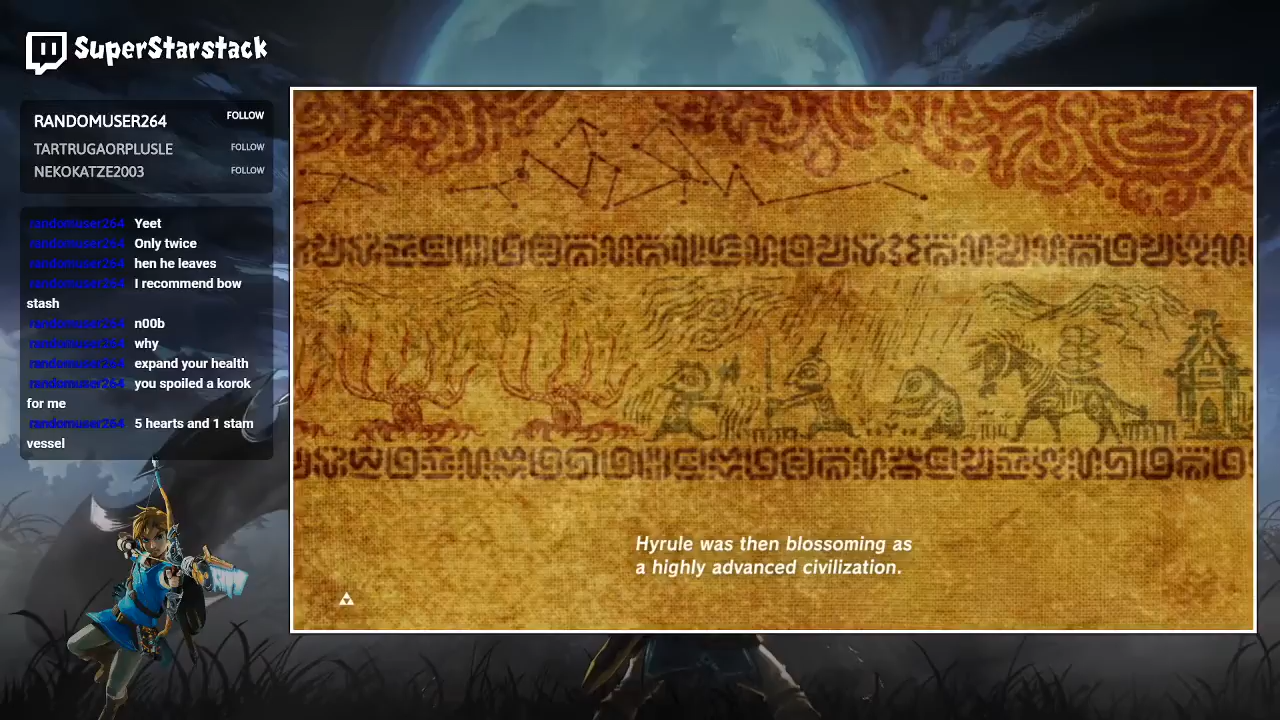 SuperStarstack
RANDOMUSER264 FOLLOW
TARTRUGAORPLUSLE FOLLOW
NEKOKATZE2003 FOLLOW
randomuser264 Yeet
randomuser264 Only twice
randomuser264 hen he leaves
randomuser264 I recommend bow
stash
randomuser264 n00b
randomuser264 why
randomuser264 expand your health
randomuser264 you spoiled a korok
for me
randomuser264 5 hearts and 1 stam
vessel
Hyrule was then blossoming as
a highly advanced civilization.